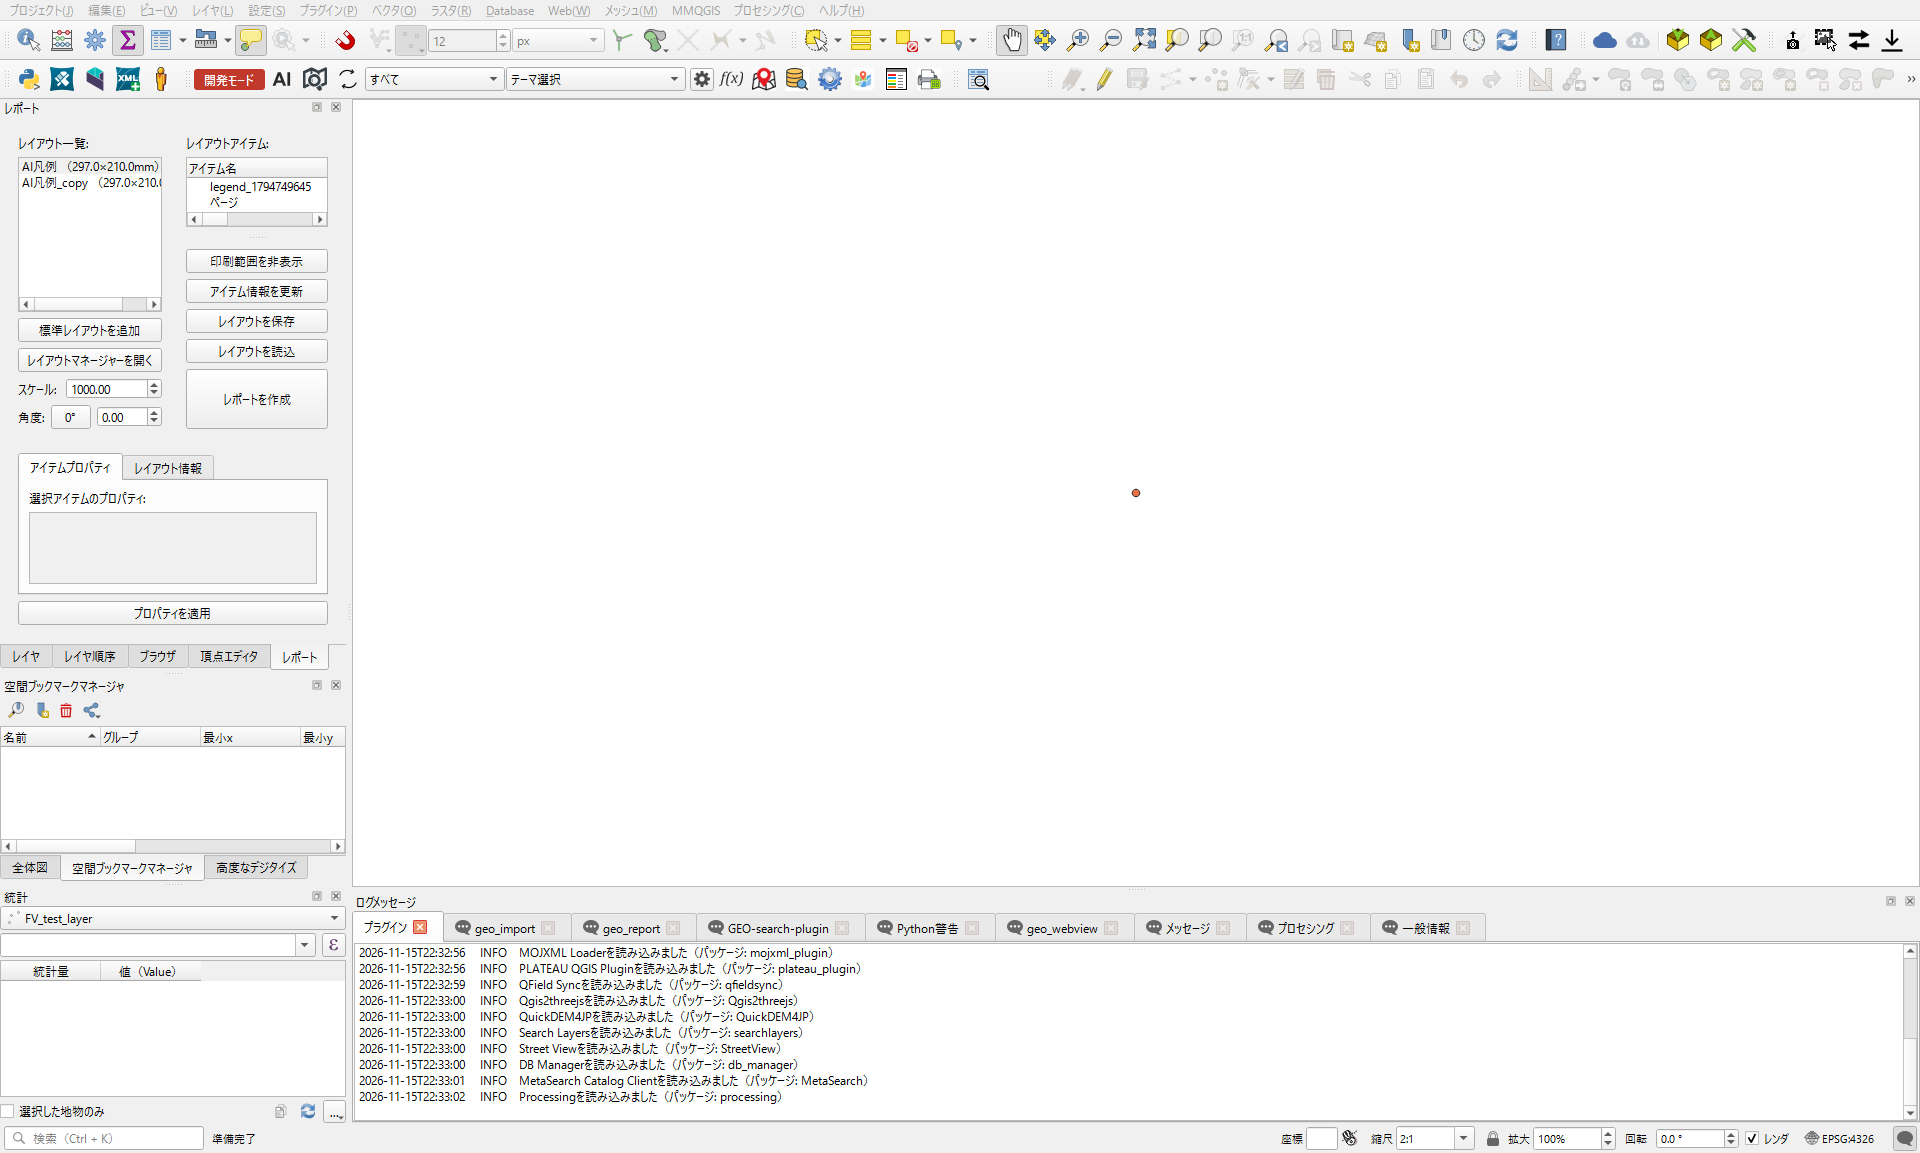 プロジェクト(J) 編集(E) ビュー(V) レイヤ(L) 設定(S) プラグイン(P) ベクタ(O) ラスタ(R) Database Web(W) メッシュ(M) MMQGIS プロセシング(C) ヘルプ(H)
12 px
開発モード AI すべて テーマ選択 f(x)
レポート
レイアウト一覧:
AI凡例 （297.0×210.0mm）
AI凡例_copy （297.0×210.0
レイアウトアイテム:
アイテム名
legend_1794749645
ページ
印刷範囲を非表示
アイテム情報を更新
レイアウトを保存
レイアウトを読込
レポートを作成
標準レイアウトを追加
レイアウトマネージャーを開く
スケール: 1000.00
角度: 0° 0.00
アイテムプロパティ レイアウト情報
選択アイテムのプロパティ:
プロパティを適用
レイヤ レイヤ順序 ブラウザ 頂点エディタ レポート
空間ブックマークマネージャ
名前 グループ 最小x 最小y
全体図 空間ブックマークマネージャ 高度なデジタイズ
統計
FV_test_layer
ε
統計量 値（Value）
選択した地物のみ
...
ログメッセージ
プラグイン geo_import geo_report GEO-search-plugin Python警告 geo_webview メッセージ プロセシング 一般情報
2026-11-15T22:32:56 INFO MOJXML Loaderを読み込みました（パッケージ: mojxml_plugin）
2026-11-15T22:32:56 INFO PLATEAU QGIS Pluginを読み込みました（パッケージ: plateau_plugin）
2026-11-15T22:32:59 INFO QField Syncを読み込みました（パッケージ: qfieldsync）
2026-11-15T22:33:00 INFO Qgis2threejsを読み込みました（パッケージ: Qgis2threejs）
2026-11-15T22:33:00 INFO QuickDEM4JPを読み込みました（パッケージ: QuickDEM4JP）
2026-11-15T22:33:00 INFO Search Layersを読み込みました（パッケージ: searchlayers）
2026-11-15T22:33:00 INFO Street Viewを読み込みました（パッケージ: StreetView）
2026-11-15T22:33:00 INFO DB Managerを読み込みました（パッケージ: db_manager）
2026-11-15T22:33:01 INFO MetaSearch Catalog Clientを読み込みました（パッケージ: MetaSearch）
2026-11-15T22:33:02 INFO Processingを読み込みました（パッケージ: processing）
検索（Ctrl + K） 準備完了 座標 縮尺 2:1 拡大 100% 回転 0.0 ° レンダ EPSG:4326